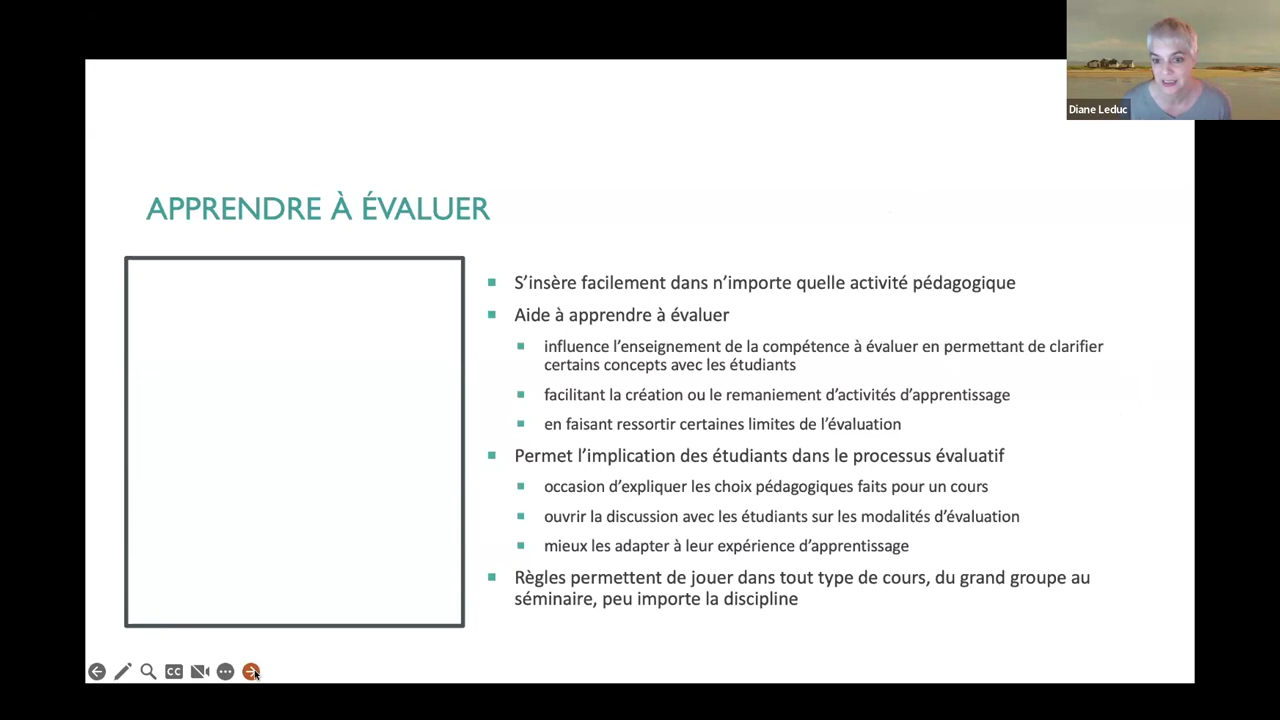 Diane Leduc
APPRENDRE À ÉVALUER
S'insère facilement dans n'importe quelle activité pédagogique
Aide à apprendre à évaluer
influence l'enseignement de la compétence à évaluer en permettant de clarifier
certains concepts avec les étudiants
facilitant la création ou le remaniement d'activités d'apprentissage
en faisant ressortir certaines limites de l'évaluation
Permet l'implication des étudiants dans le processus évaluatif
occasion d'expliquer les choix pédagogiques faits pour un cours
ouvrir la discussion avec les étudiants sur les modalités d'évaluation
mieux les adapter à leur expérience d'apprentissage
Règles permettent de jouer dans tout type de cours, du grand groupe au
séminaire, peu importe la discipline
CC